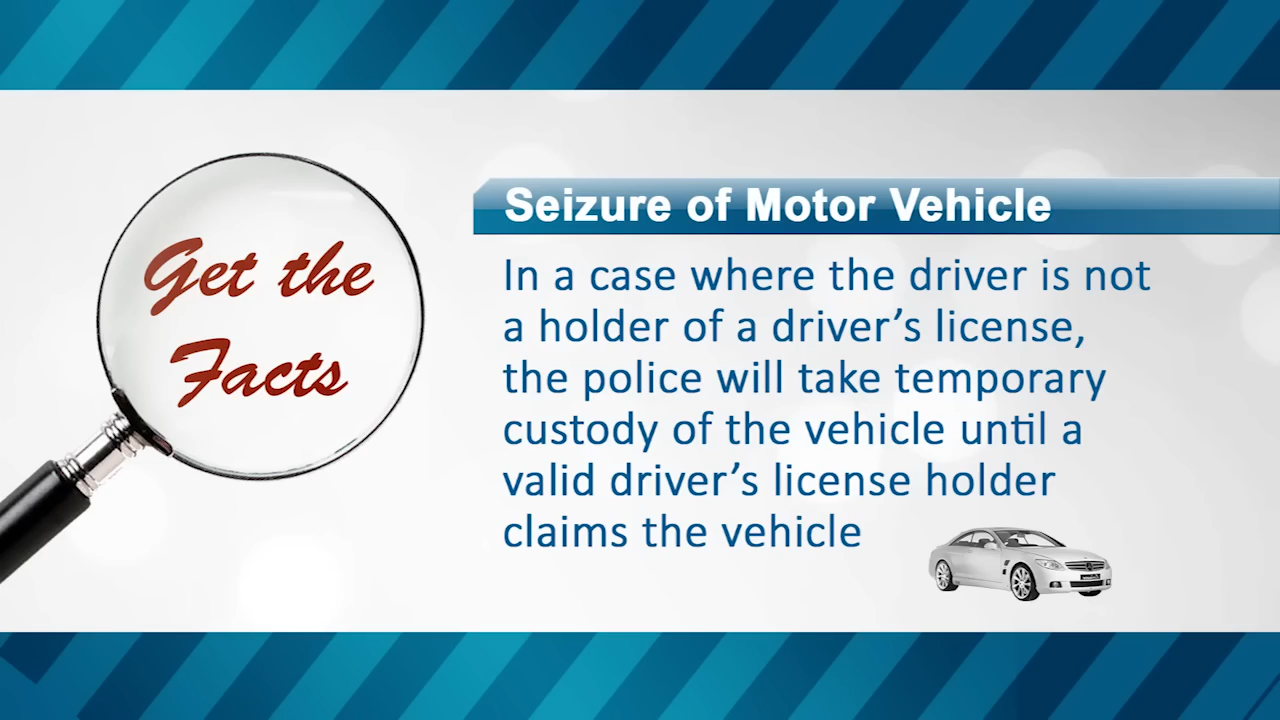 Get the
Facts
Seizure of Motor Vehicle
In a case where the driver is not
a holder of a driver’s license,
the police will take temporary
custody of the vehicle until a
valid driver’s license holder
claims the vehicle